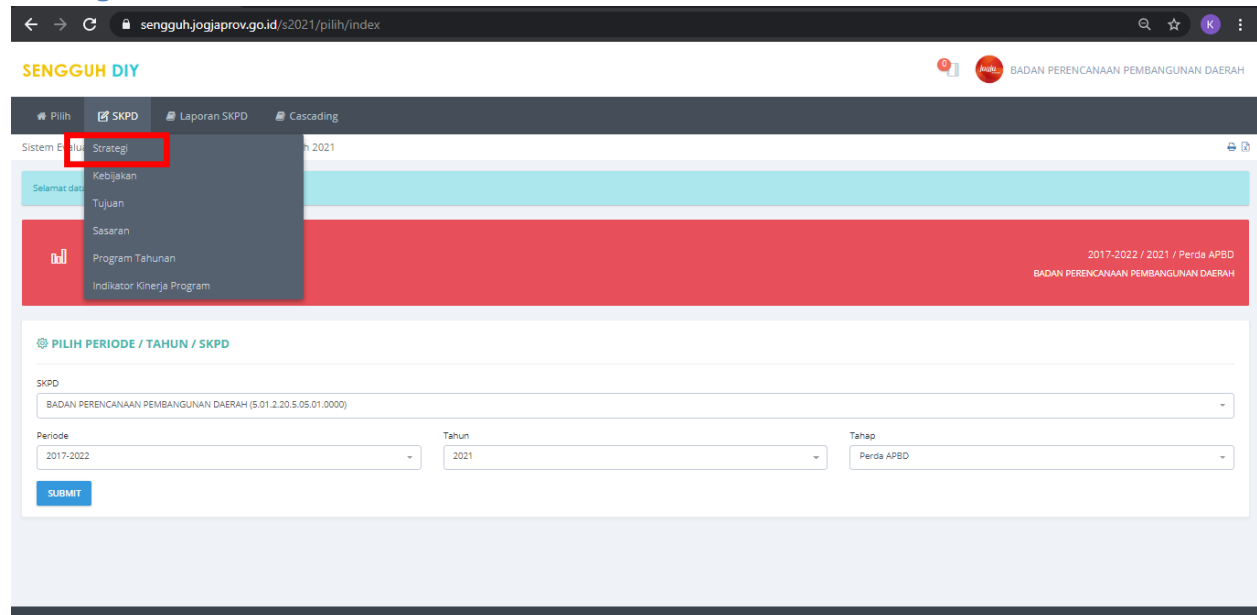 sengguh.jogjaprov.go.id/s2021/pilih/index
K
SENGGUH DIY
0
BADAN PERENCANAAN PEMBANGUNAN DAERAH
Pilih SKPD Laporan SKPD Cascading
Sistem Evalua h 2021
Strategi
Selamat data
Kebijakan
Tujuan
Sasaran
Program Tahunan
Indikator Kinerja Program
2017-2022 / 2021 / Perda APBD
BADAN PERENCANAAN PEMBANGUNAN DAERAH
PILIH PERIODE / TAHUN / SKPD
SKPD
BADAN PERENCANAAN PEMBANGUNAN DAERAH (5.01.2.20.5.05.01.0000)
Periode Tahun Tahap
2017-2022 2021 Perda APBD
SUBMIT